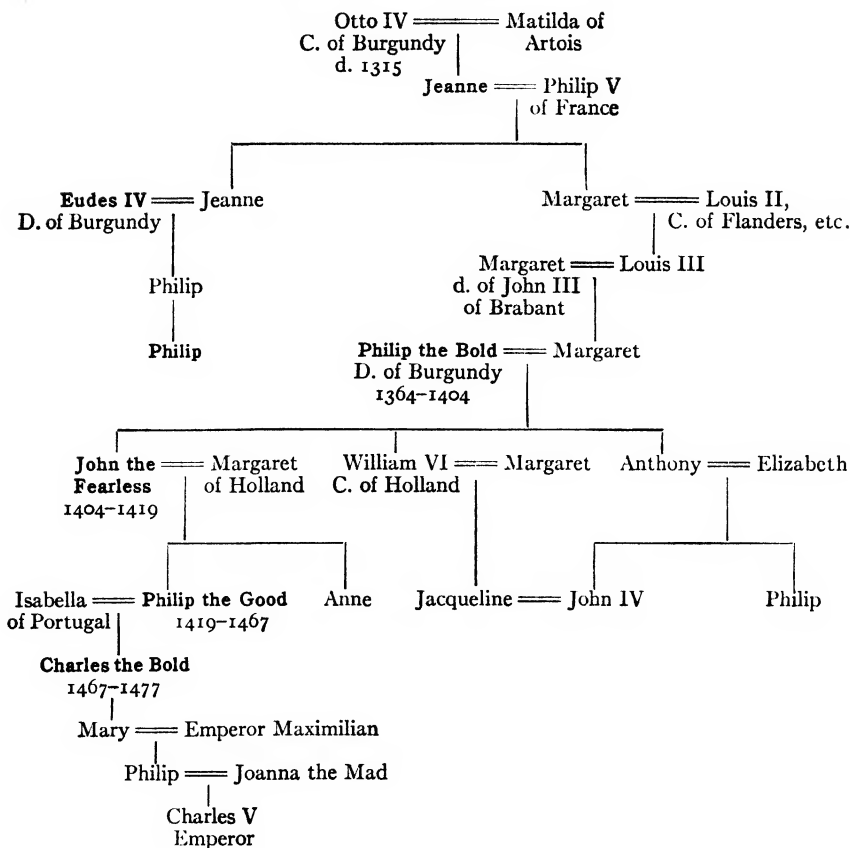 Otto IV Matilda of
C. of Burgundy Artois
d. 1315
Jeanne Philip V
of France
Eudes IV Jeanne Margaret Louis II,
D. of Burgundy C. of Flanders, etc.
Margaret Louis III
Philip d. of John III
of Brabant
Philip Philip the Bold Margaret
D. of Burgundy
1364–1404
John the Margaret William VI Margaret Anthony Elizabeth
Fearless of Holland C. of Holland
1404–1419
Isabella Philip the Good Anne Jacqueline John IV Philip
of Portugal 1419–1467
Charles the Bold
1467–1477
Mary Emperor Maximilian
Philip Joanna the Mad
Charles V
Emperor